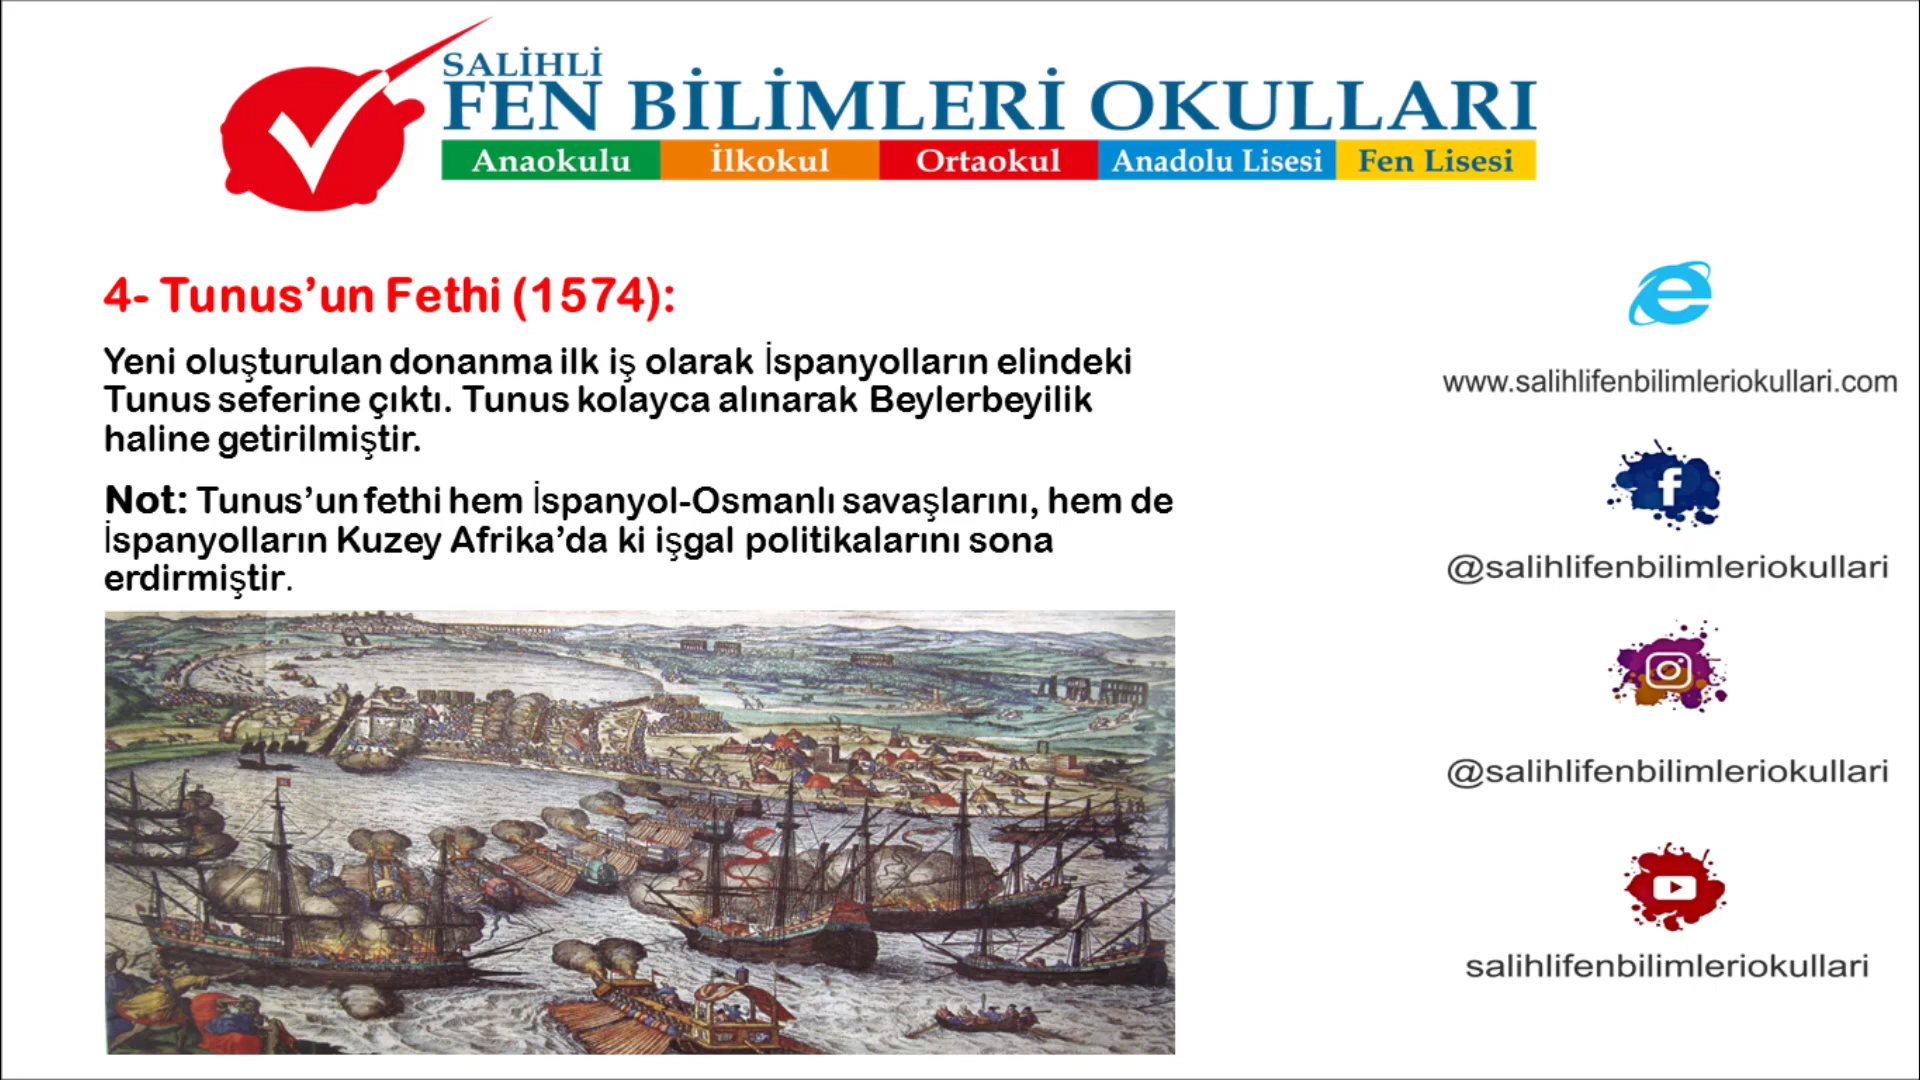 SALİHLİ
FEN BİLİMLERİ OKULLARI
Anaokulu İlkokul Ortaokul Anadolu Lisesi Fen Lisesi
4- Tunus’un Fethi (1574):
Yeni oluşturulan donanma ilk iş olarak İspanyolların elindeki
Tunus seferine çıktı. Tunus kolayca alınarak Beylerbeyilik
haline getirilmiştir.
Not: Tunus’un fethi hem İspanyol-Osmanlı savaşlarını, hem de
İspanyolların Kuzey Afrika’da ki işgal politikalarını sona
erdirmiştir.
www.salihlifenbilimleriokullari.com
@salihlifenbilimleriokullari
@salihlifenbilimleriokullari
salihlifenbilimleriokullari